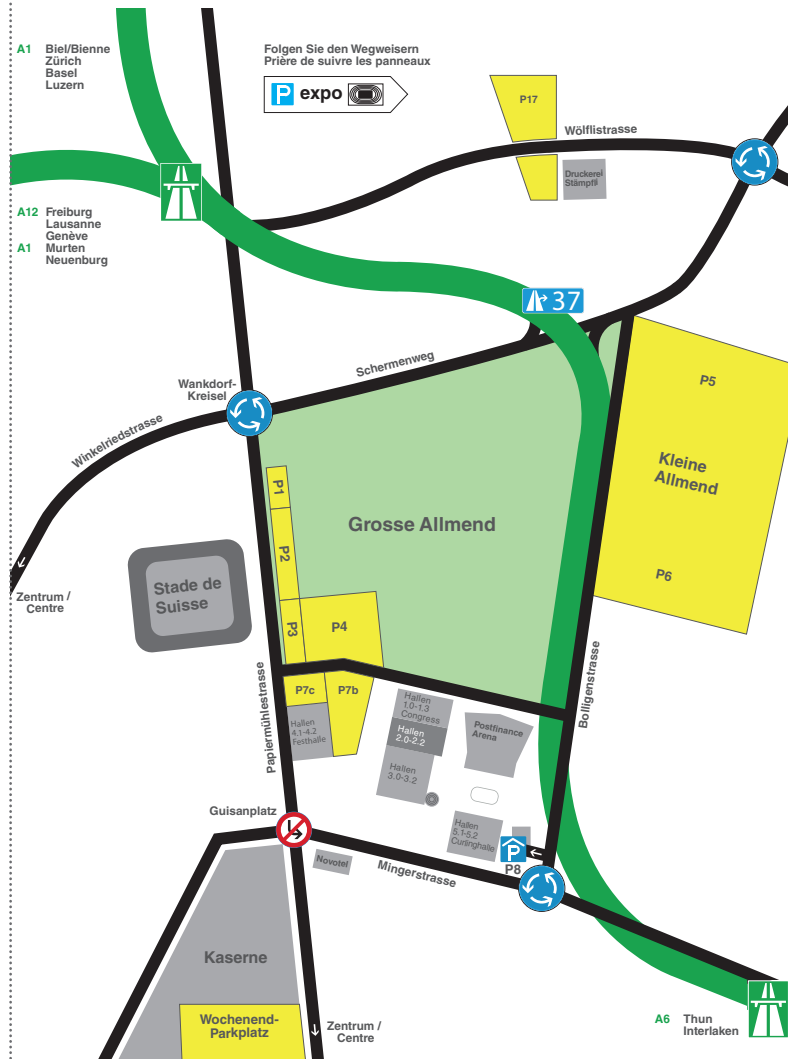 A1 Biel/Bienne
Zürich
Basel
Luzern
Folgen Sie den Wegweisern
Prière de suivre les panneaux
P expo
P17
Wölflistrasse
Druckerei
Stämpfli
A12 Freiburg
Lausanne
Genève
A1 Murten
Neuenburg
37
Schermenweg
Wankdorf-
Kreisel
Winkelriedstrasse
P5
Kleine
Allmend
P6
P1
P2
P3
P4
Grosse Allmend
Stade de
Suisse
Zentrum /
Centre
Papiermühlestrasse
Bolligenstrasse
P7c
P7b
Hallen
4.1-4.2
Festhalle
Hallen
1.0-1.3
Congress
Hallen
2.0-2.2
Hallen
3.0-3.2
Postfinance
Arena
Hallen
5.1-5.2
Curlinghalle
P
P8
Guisanplatz
Novotel
Mingerstrasse
Kaserne
Wochenend-
Parkplatz
Zentrum /
Centre
A6 Thun
Interlaken